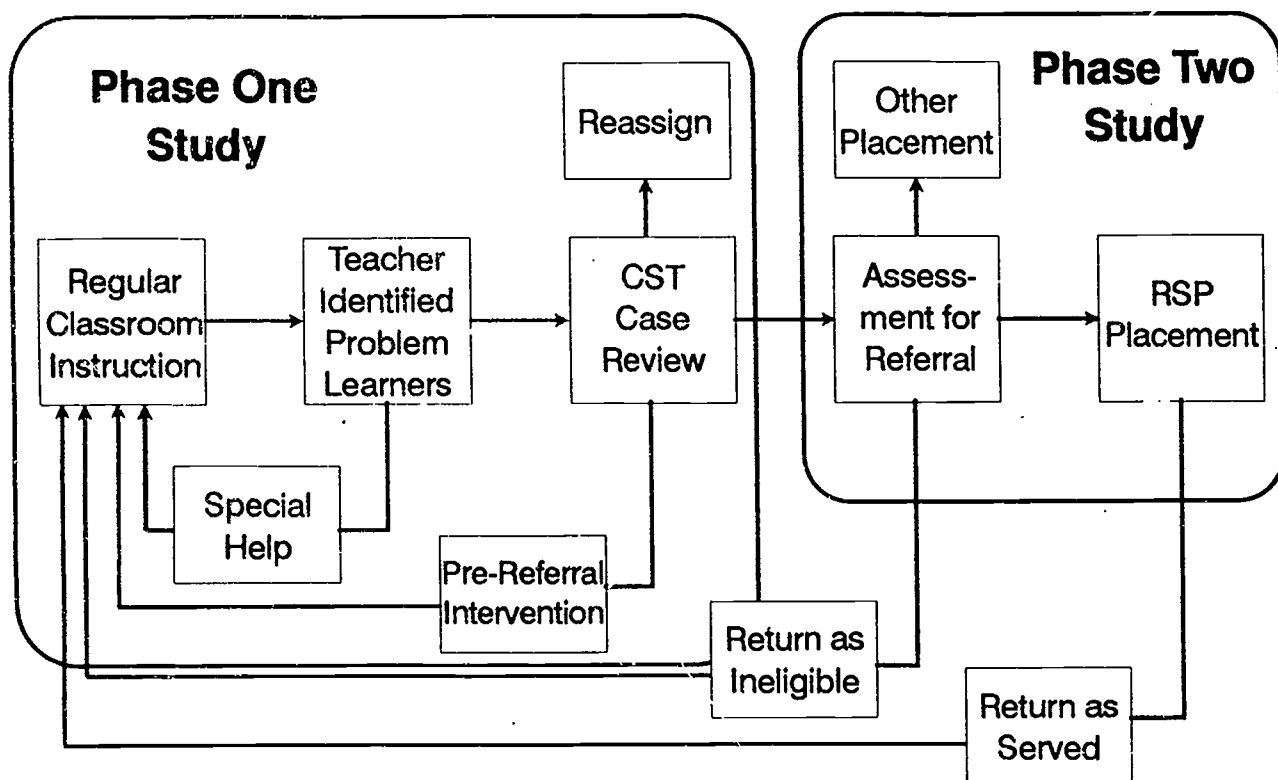 Phase One
Study
Reassign
Other
Placement
Phase Two
Study
Regular
Classroom
Instruction
Teacher
Identified
Problem
Learners
CST
Case
Review
Assess-
ment for
Referral
RSP
Placement
Special
Help
Pre-Referral
Intervention
Return as
Ineligible
Return as
Served